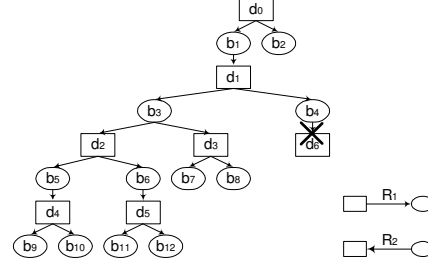 d0
b1 b2
d1
b3 b4
d2 d3 d6
b5 b6 b7 b8
d4 d5 R1
b9 b10 b11 b12 R2